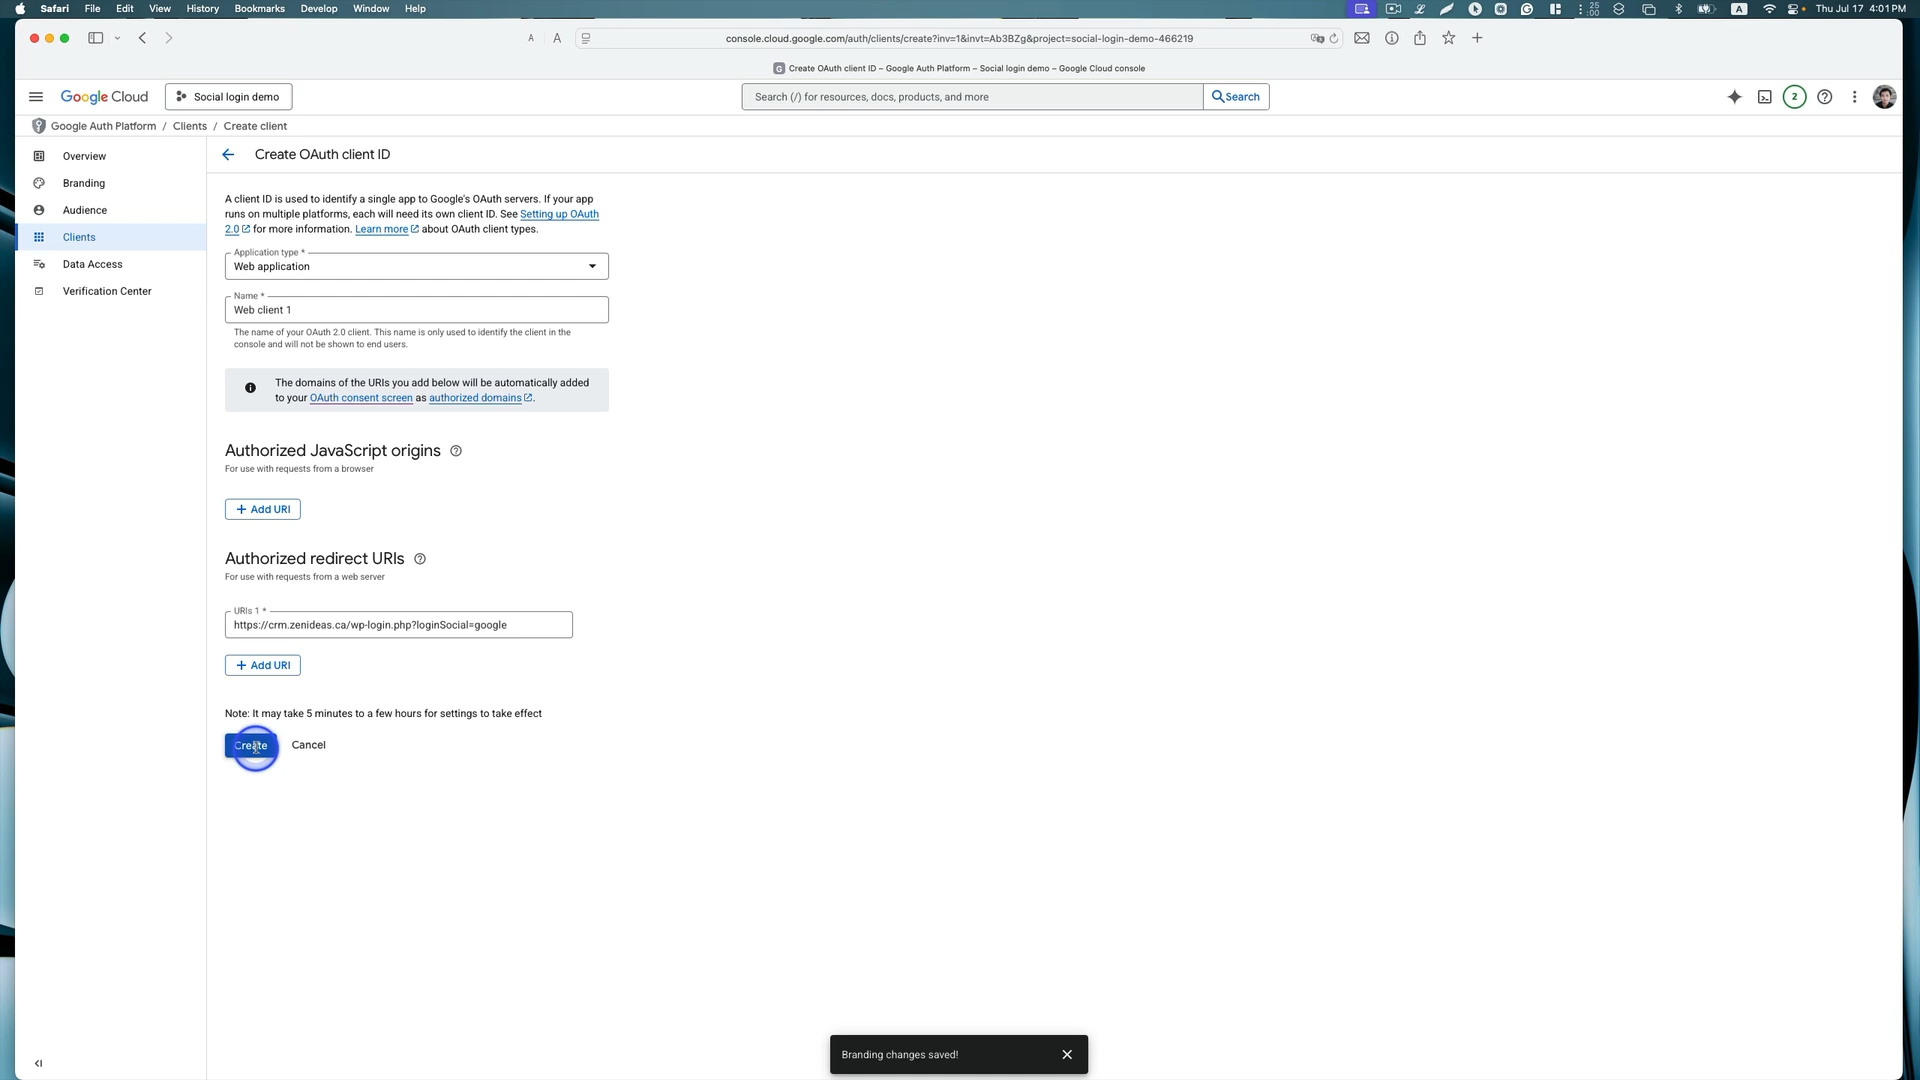 Safari File Edit View History Bookmarks Develop Window Help
25
:00
A
Thu Jul 17 4:01 PM
A A
console.cloud.google.com/auth/clients/create?inv=1&invt=Ab3BZg&project=social-login-demo-466219
G Create OAuth client ID – Google Auth Platform – Social login demo – Google Cloud console
Google Cloud
Social login demo
Search (/) for resources, docs, products, and more
Search
2
Google Auth Platform / Clients / Create client
Overview
Branding
Audience
Clients
Data Access
Verification Center
Create OAuth client ID
A client ID is used to identify a single app to Google's OAuth servers. If your app
runs on multiple platforms, each will need its own client ID. See Setting up OAuth
2.0 for more information. Learn more about OAuth client types.
Application type *
Web application
Name *
Web client 1
The name of your OAuth 2.0 client. This name is only used to identify the client in the
console and will not be shown to end users.
The domains of the URIs you add below will be automatically added
to your OAuth consent screen as authorized domains.
Authorized JavaScript origins
For use with requests from a browser
+ Add URI
Authorized redirect URIs
For use with requests from a web server
URIs 1 *
https://crm.zenideas.ca/wp-login.php?loginSocial=google
+ Add URI
Note: It may take 5 minutes to a few hours for settings to take effect
Create Cancel
Branding changes saved!